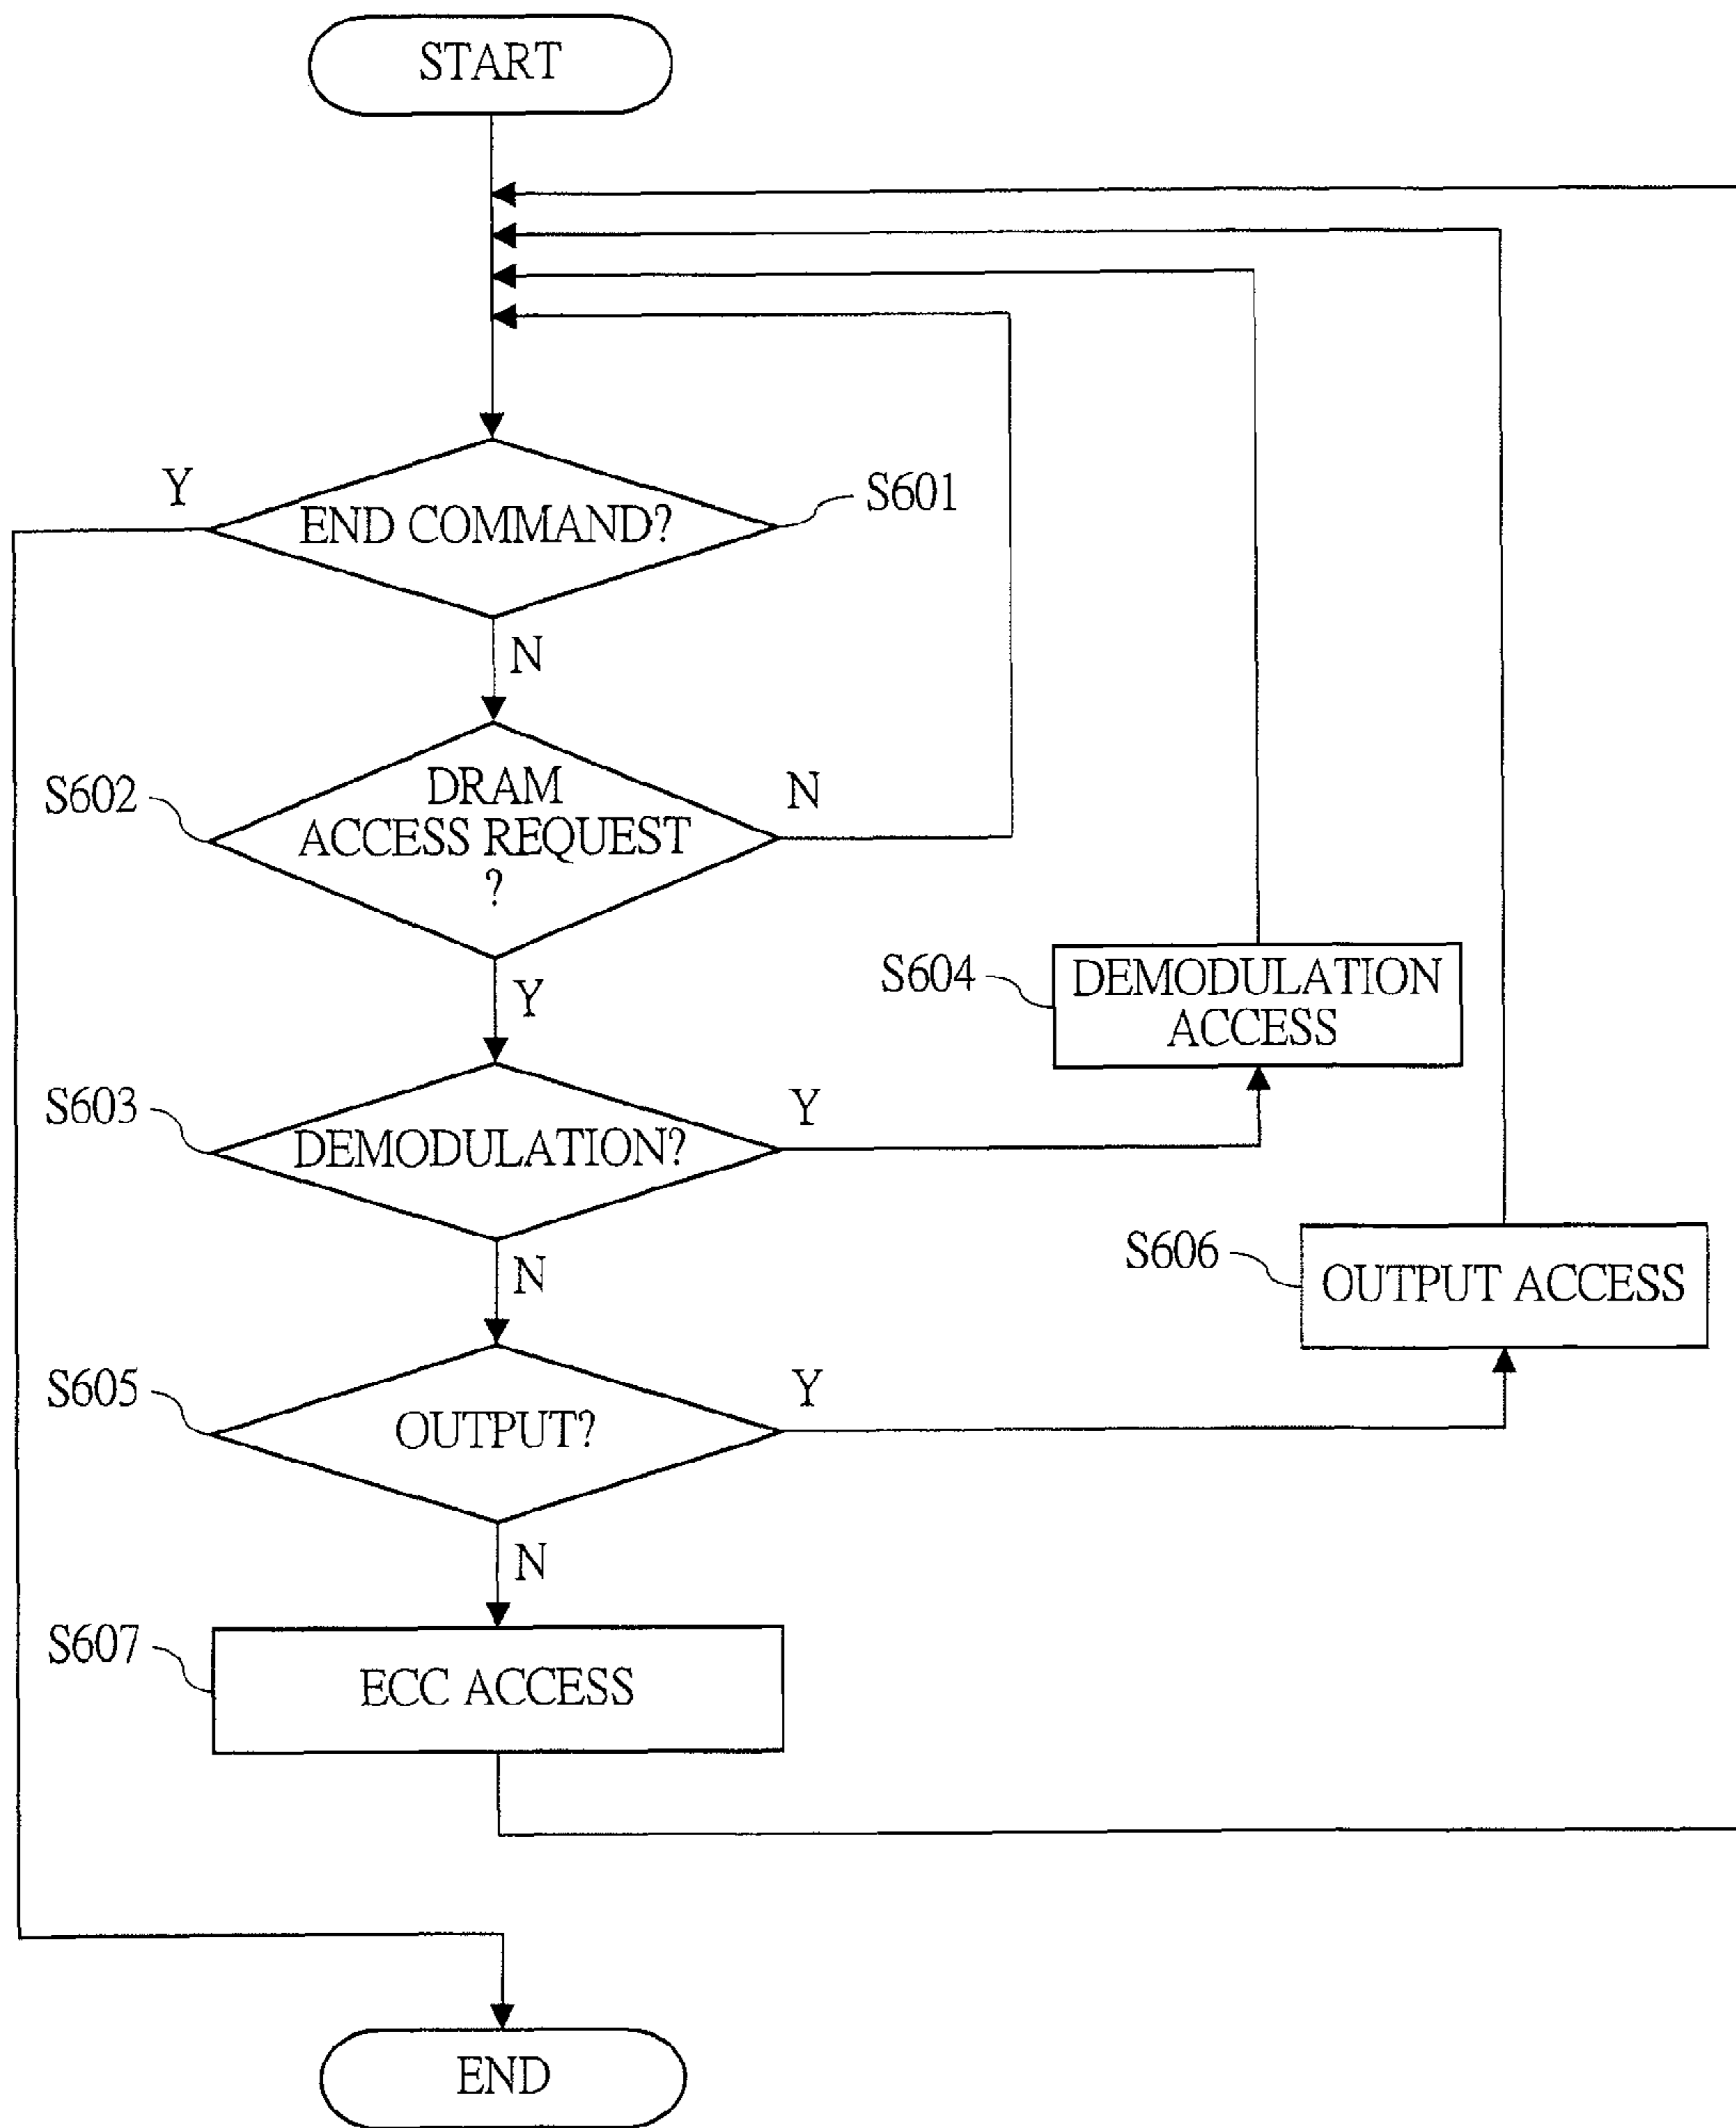 START
END COMMAND?
Y
S601
N
DRAM
ACCESS REQUEST
?
S602
N
Y
S604
DEMODULATION
ACCESS
S603
DEMODULATION?
Y
N
S606
OUTPUT ACCESS
S605
OUTPUT?
Y
N
S607
ECC ACCESS
END